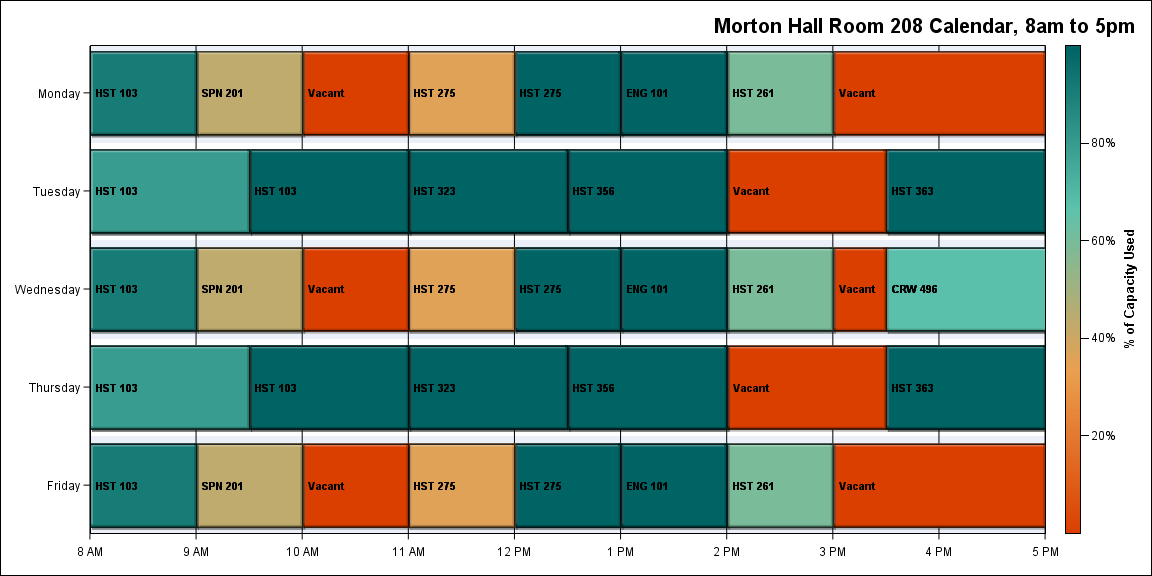 Morton Hall Room 208 Calendar, 8am to 5pm
Monday
HST 103
SPN 201
Vacant
HST 275
HST 275
ENG 101
HST 261
Vacant
Tuesday
HST 103
HST 103
HST 323
HST 356
Vacant
HST 363
Wednesday
HST 103
SPN 201
Vacant
HST 275
HST 275
ENG 101
HST 261
Vacant
CRW 496
Thursday
HST 103
HST 103
HST 323
HST 356
Vacant
HST 363
Friday
HST 103
SPN 201
Vacant
HST 275
HST 275
ENG 101
HST 261
Vacant
8 AM
9 AM
10 AM
11 AM
12 PM
1 PM
2 PM
3 PM
4 PM
5 PM
80%
60%
40%
20%
% of Capacity Used